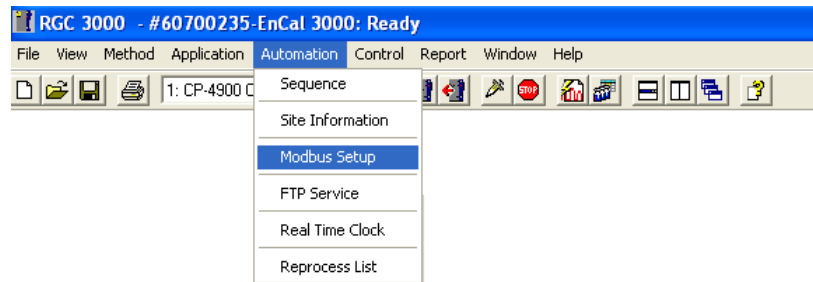 RGC 3000 - #60700235-EnCal 3000: Ready
File View Method Application Automation Control Report Window Help
1: CP-4900 C
STOP
Sequence
Site Information
Modbus Setup
FTP Service
Real Time Clock
Reprocess List